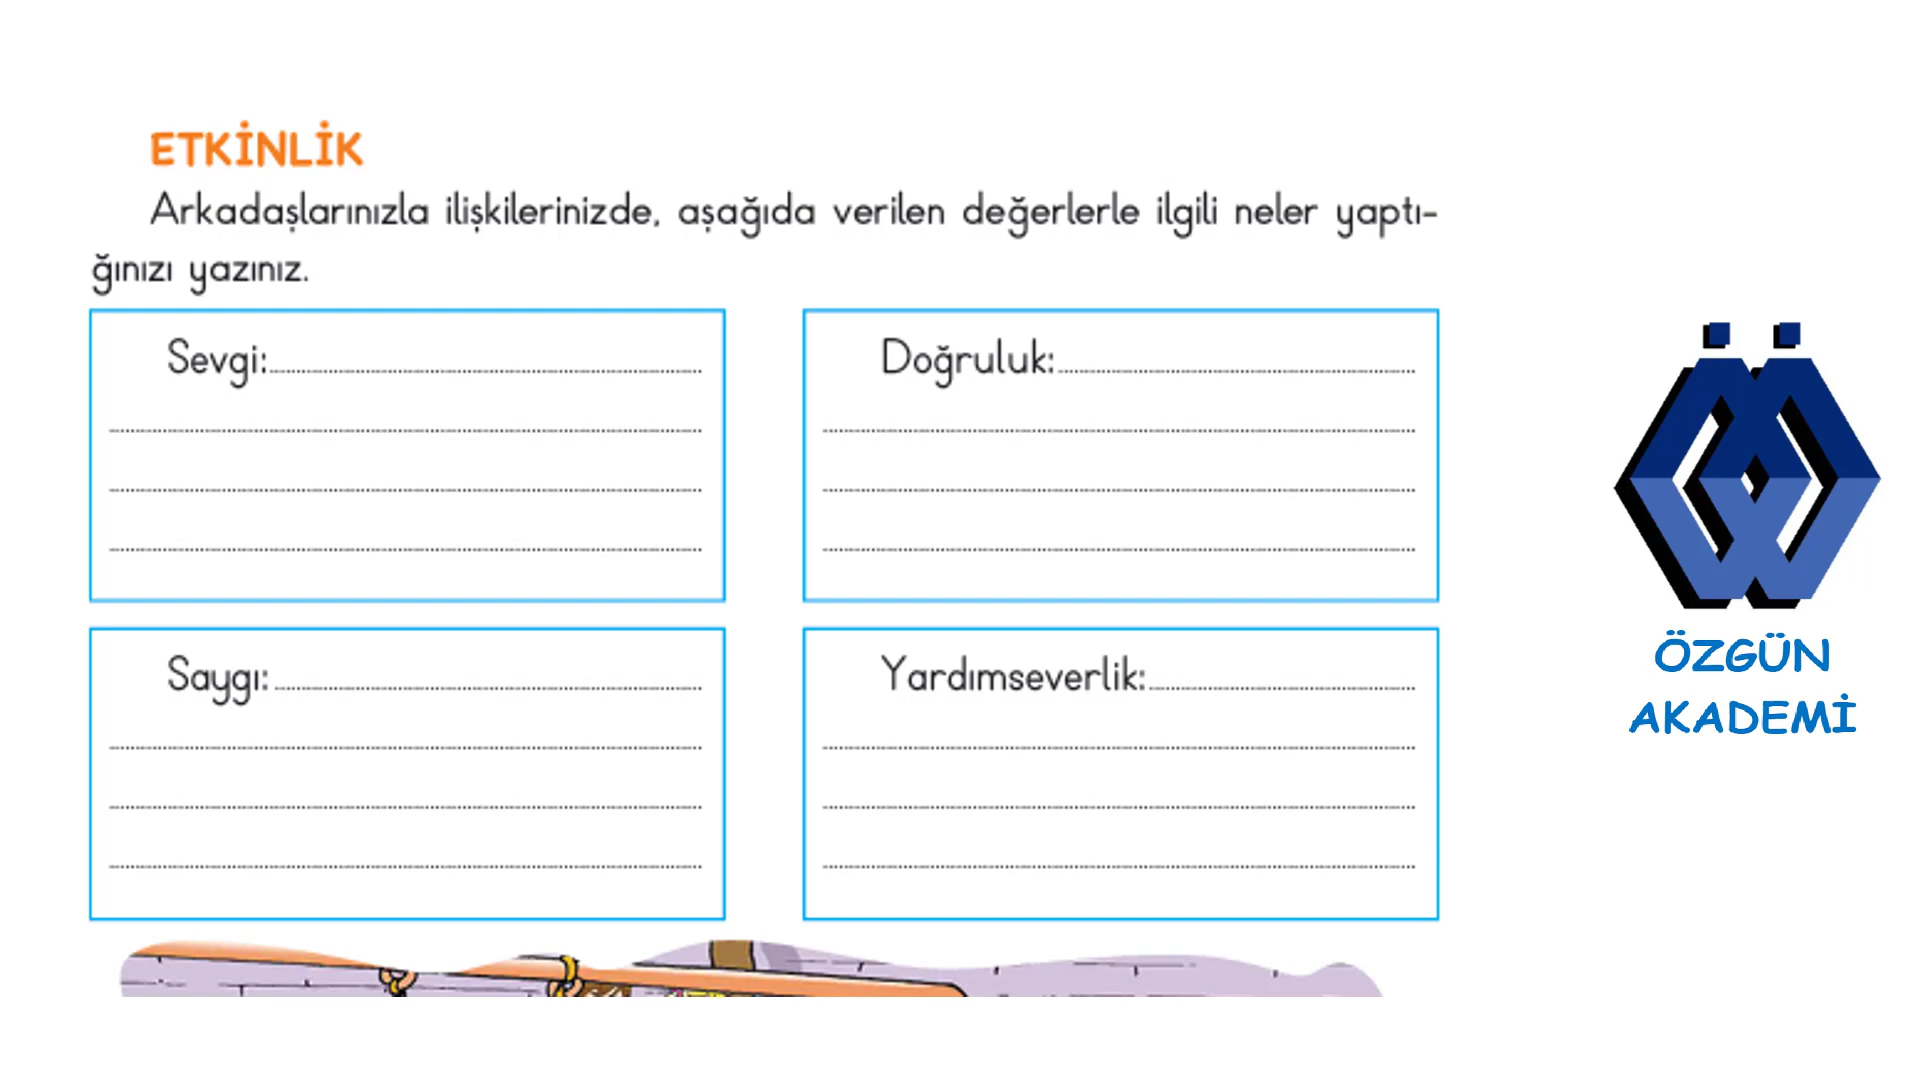 ETKİNLİK
Arkadaşlarınızla ilişkilerinizde, aşağıda verilen değerlerle ilgili neler yaptı-
ğınızı yazınız.
Sevgi:
Doğruluk:
Saygı:
Yardımseverlik:
ÖZGÜN
AKADEMİ